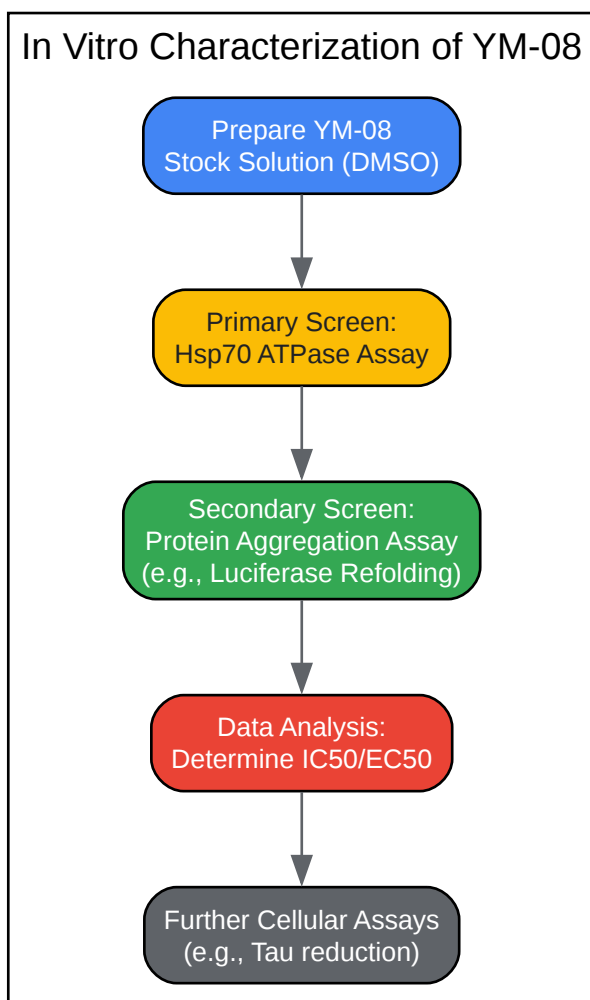 In Vitro Characterization of YM-08
Prepare YM-08
Stock Solution (DMSO)
Primary Screen:
Hsp70 ATPase Assay
Secondary Screen:
Protein Aggregation Assay
(e.g., Luciferase Refolding)
Data Analysis:
Determine IC50/EC50
Further Cellular Assays
(e.g., Tau reduction)